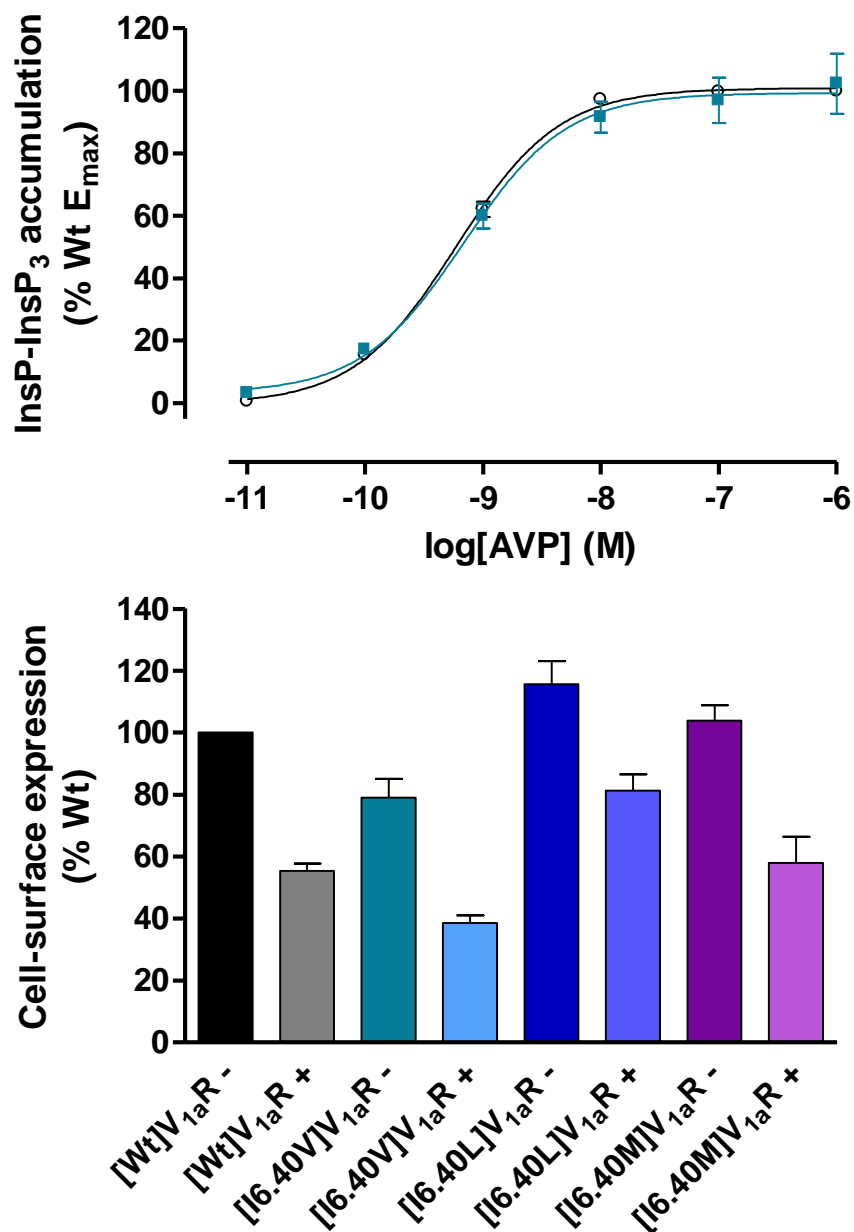 InsP-InsP₃ accumulation
(% Wt Eₘₐₓ)
120
100
80
60
40
20
0
-11 -10 -9 -8 -7 -6
log[AVP] (M)
Cell-surface expression
(% Wt)
140
120
100
80
60
40
20
0
[Wt]V₁ₐR -
[Wt]V₁ₐR +
[I6.40V]V₁ₐR -
[I6.40V]V₁ₐR +
[I6.40L]V₁ₐR -
[I6.40L]V₁ₐR +
[I6.40M]V₁ₐR -
[I6.40M]V₁ₐR +